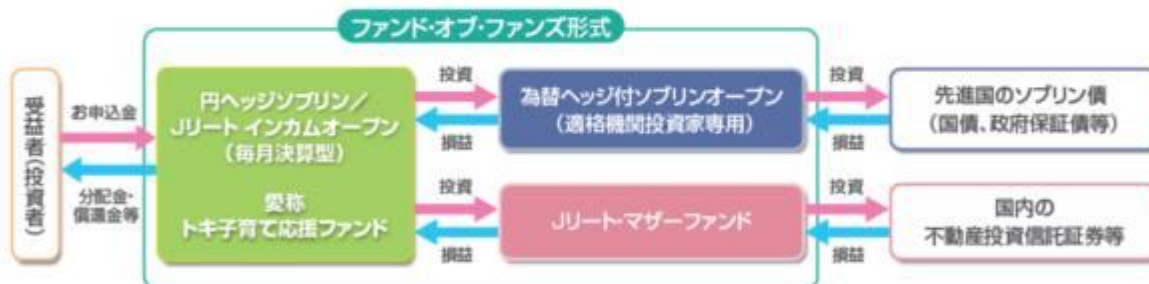 ファンド・オブ・ファンズ形式
受益者(投資者)
お申込金
分配金・
償還金等
円ヘッジソブリン/
Jリート インカムオープン
(毎月決算型)
愛称
トキ子育て応援ファンド
投資
損益
為替ヘッジ付ソブリンオープン
(適格機関投資家専用)
投資
損益
先進国のソブリン債
(国債、政府保証債等)
投資
損益
Jリート・マザーファンド
投資
損益
国内の
不動産投資信託証券等